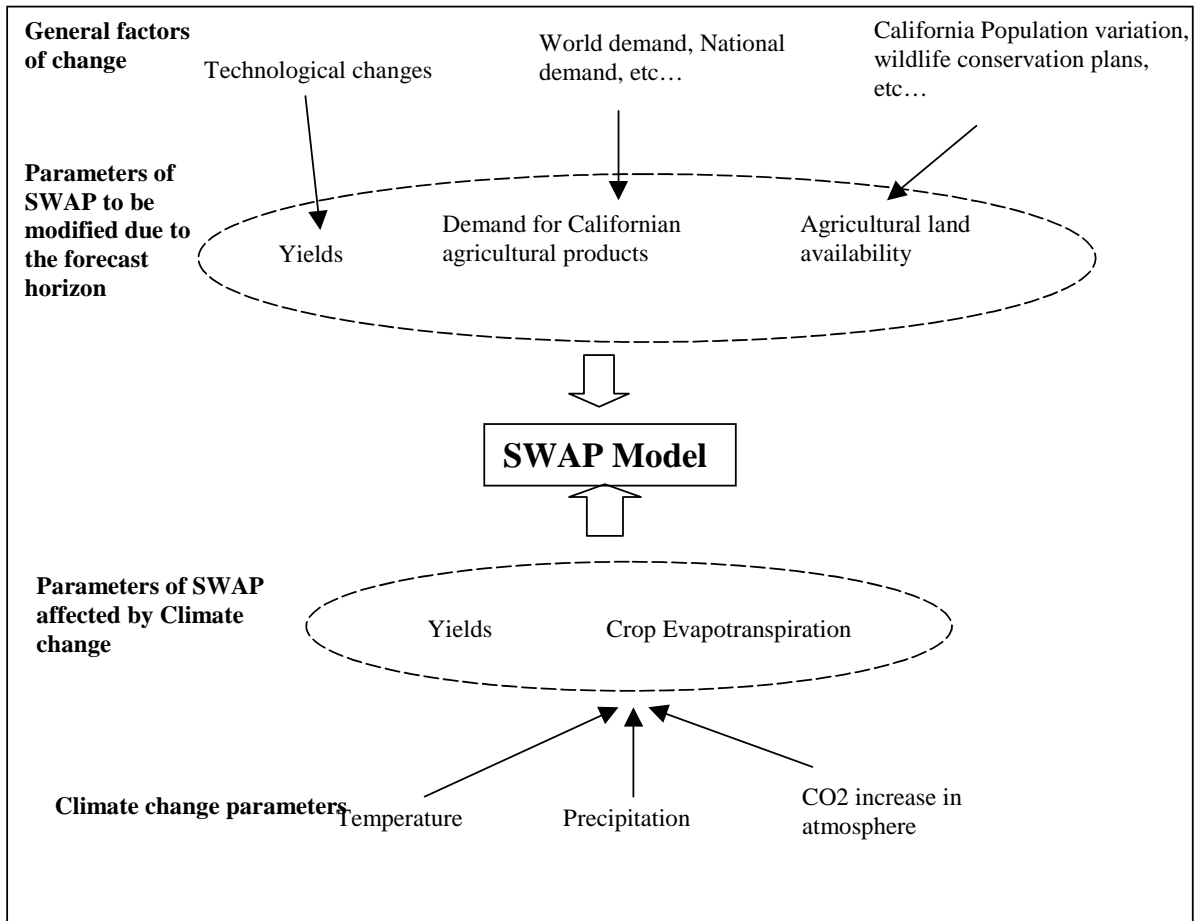 General factors
of change
Technological changes
World demand, National
demand, etc…
California Population variation,
wildlife conservation plans,
etc…
Parameters of
SWAP to be
modified due to
the forecast
horizon
Yields
Demand for Californian
agricultural products
Agricultural land
availability
SWAP Model
Parameters of SWAP
affected by Climate
change
Yields
Crop Evapotranspiration
Climate change parameters
Temperature
Precipitation
CO2 increase in
atmosphere